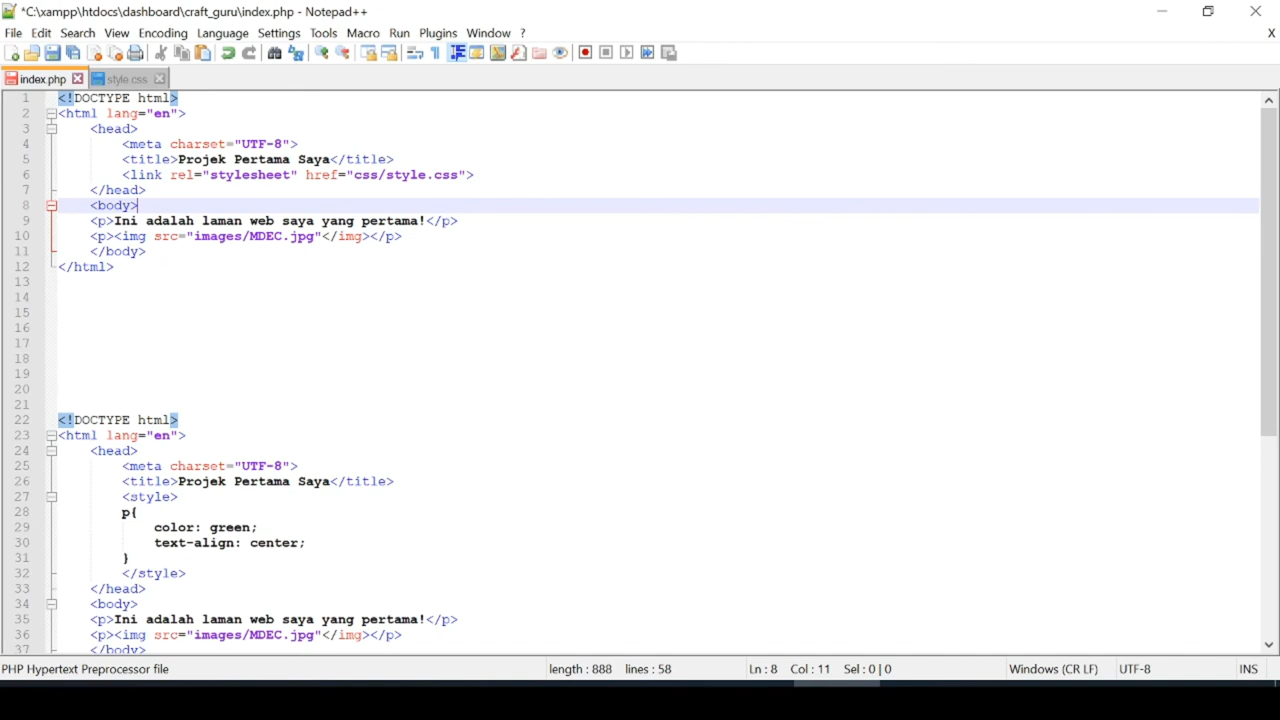 *C:\xampp\htdocs\dashboard\craft_guru\index.php - Notepad++
File Edit Search View Encoding Language Settings Tools Macro Run Plugins Window ? X
index.php style.css
1 <!DOCTYPE html>
2 <html lang="en">
3 <head>
4 <meta charset="UTF-8">
5 <title>Projek Pertama Saya</title>
6 <link rel="stylesheet" href="css/style.css">
7 </head>
8 <body>
9 <p>Ini adalah laman web saya yang pertama!</p>
10 <p><img src="images/MDEC.jpg"</img></p>
11 </body>
12 </html>
13
14
15
16
17
18
19
20
21
22 <!DOCTYPE html>
23 <html lang="en">
24 <head>
25 <meta charset="UTF-8">
26 <title>Projek Pertama Saya</title>
27 <style>
28 p{
29 color: green;
30 text-align: center;
31 }
32 </style>
33 </head>
34 <body>
35 <p>Ini adalah laman web saya yang pertama!</p>
36 <p><img src="images/MDEC.jpg"</img></p>
37 </body>
PHP Hypertext Preprocessor file length : 888 lines : 58 Ln : 8 Col : 11 Sel : 0 | 0 Windows (CR LF) UTF-8 INS